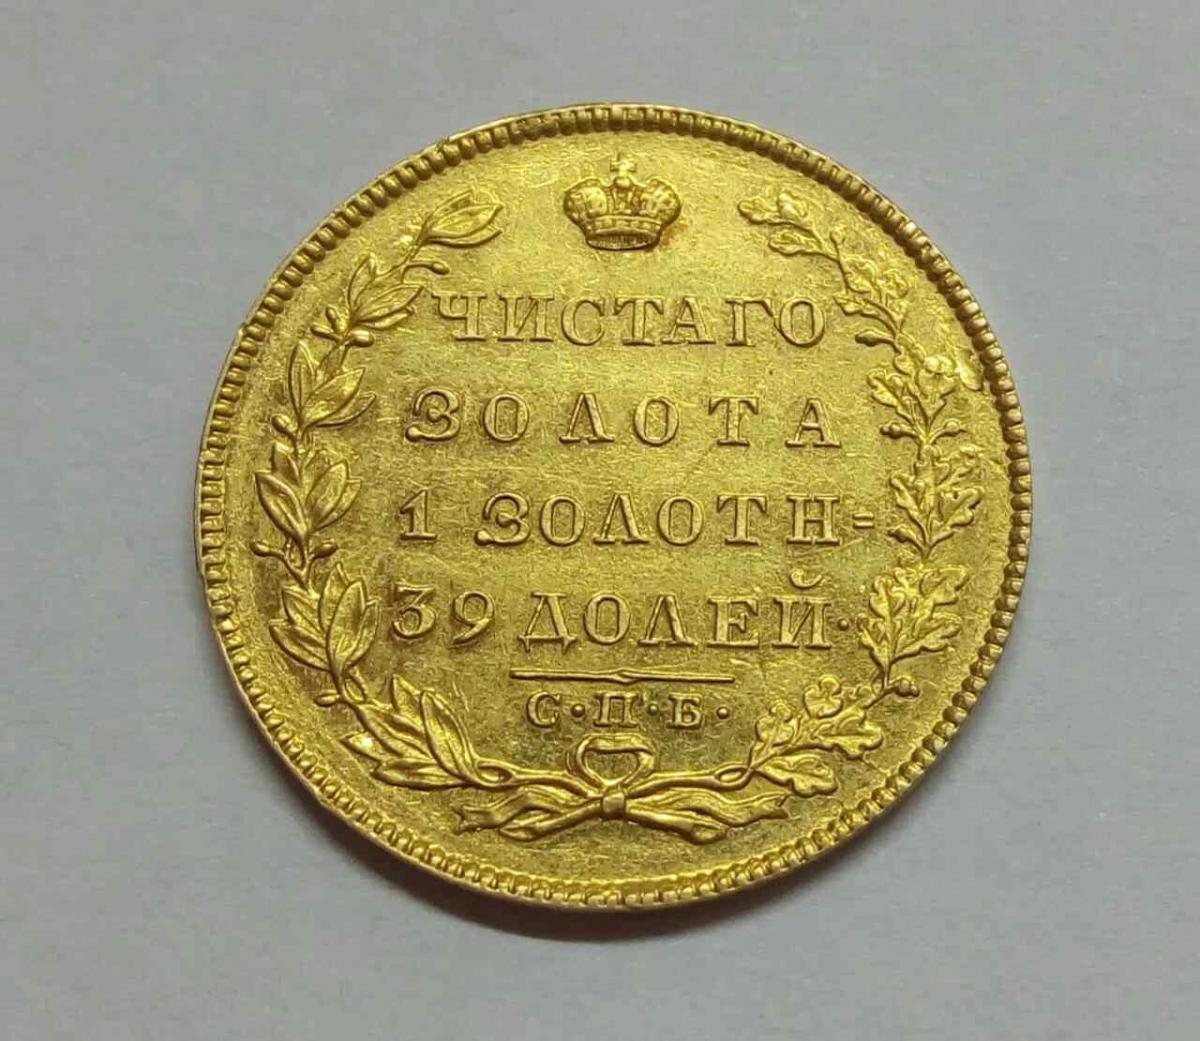 ЧИСТАГО
ЗОЛОТА
1 ЗОЛОТН=
39 ДОЛЕЙ·
С·П·Б·